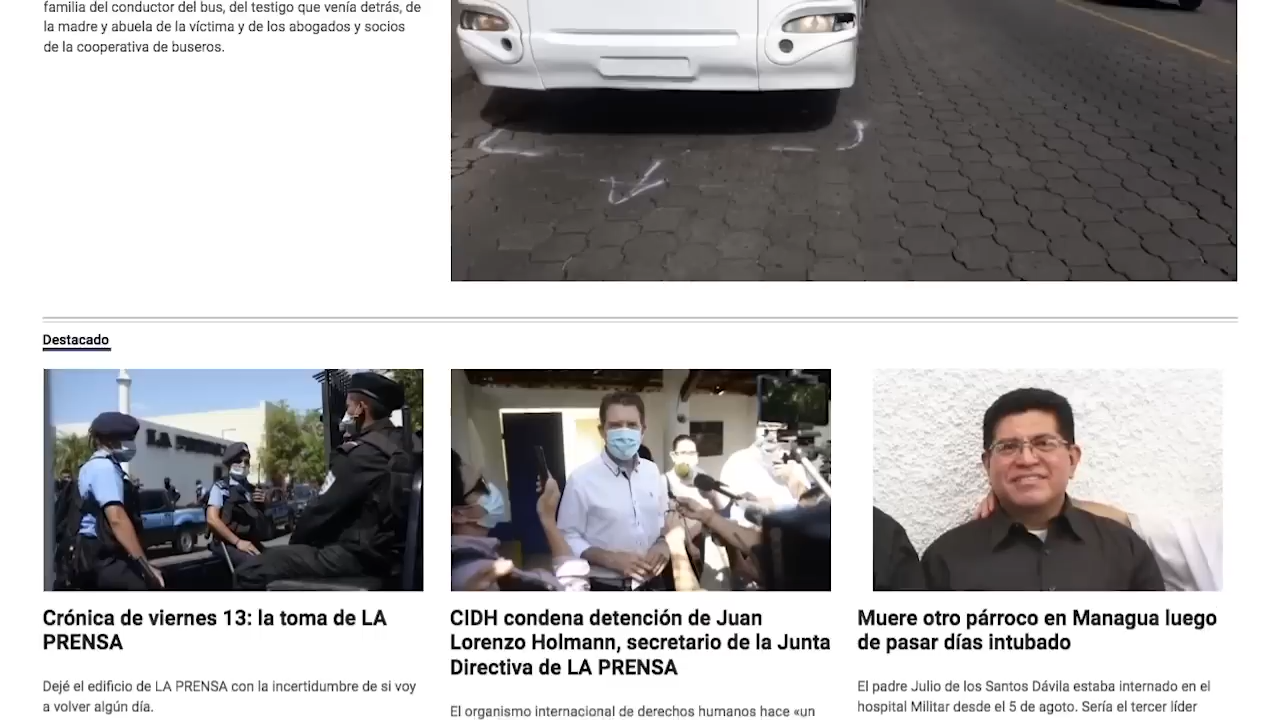 familia del conductor del bus, del testigo que venía detrás, de
la madre y abuela de la víctima y de los abogados y socios
de la cooperativa de buseros.
Destacado
LA PRENSA
Crónica de viernes 13: la toma de LA
PRENSA
Dejé el edificio de LA PRENSA con la incertidumbre de si voy
a volver algún día.
CIDH condena detención de Juan
Lorenzo Holmann, secretario de la Junta
Directiva de LA PRENSA
El organismo internacional de derechos humanos hace «un
Muere otro párroco en Managua luego
de pasar días intubado
El padre Julio de los Santos Dávila estaba internado en el
hospital Militar desde el 5 de agoto. Sería el tercer líder